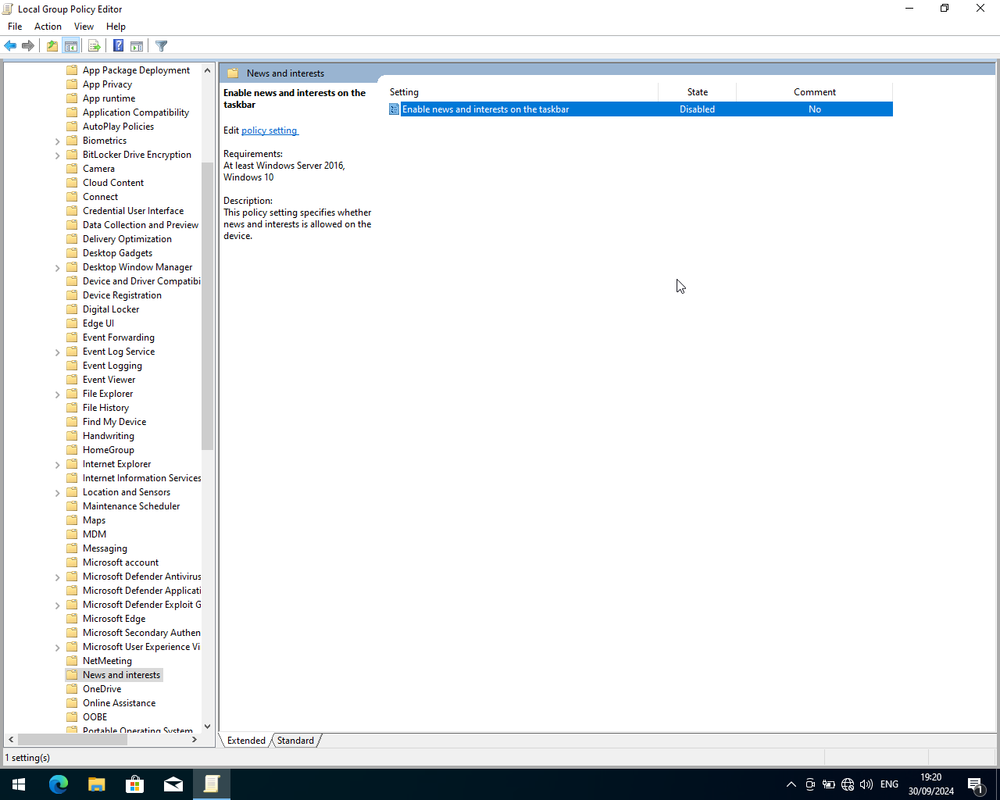 Local Group Policy Editor
File Action View Help
App Package Deployment
App Privacy
App runtime
Application Compatibility
AutoPlay Policies
Biometrics
BitLocker Drive Encryption
Camera
Cloud Content
Connect
Credential User Interface
Data Collection and Preview
Delivery Optimization
Desktop Gadgets
Desktop Window Manager
Device and Driver Compatibi
Device Registration
Digital Locker
Edge UI
Event Forwarding
Event Log Service
Event Logging
Event Viewer
File Explorer
File History
Find My Device
Handwriting
HomeGroup
Internet Explorer
Internet Information Services
Location and Sensors
Maintenance Scheduler
Maps
MDM
Messaging
Microsoft account
Microsoft Defender Antivirus
Microsoft Defender Applicati
Microsoft Defender Exploit G
Microsoft Edge
Microsoft Secondary Authen
Microsoft User Experience Vi
NetMeeting
News and interests
OneDrive
Online Assistance
OOBE
Portable Operating System
News and interests
Enable news and interests on the
taskbar
Edit policy setting
Requirements:
At least Windows Server 2016,
Windows 10
Description:
This policy setting specifies whether
news and interests is allowed on the
device.
Setting State Comment
Enable news and interests on the taskbar Disabled No
Extended Standard
1 setting(s)
ENG
19:20
30/09/2024
1